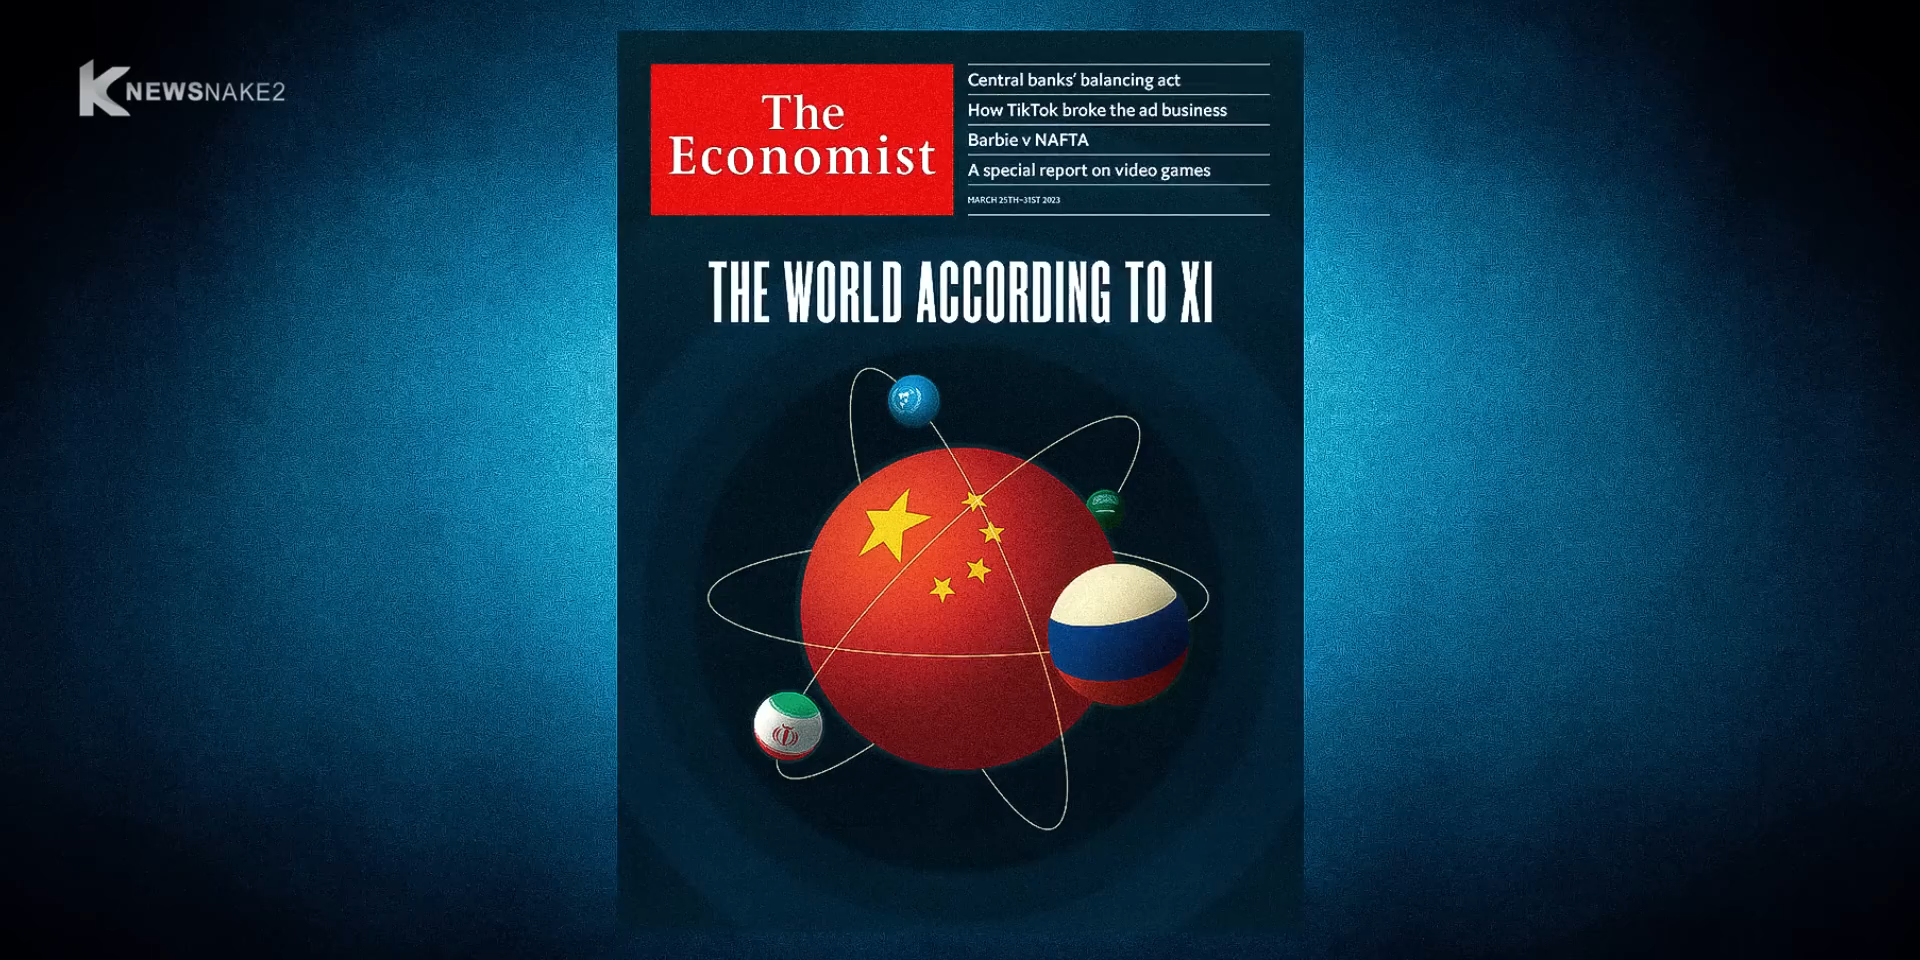 KNEWSNAKE2
The
Economist
Central banks' balancing act
How TikTok broke the ad business
Barbie v NAFTA
A special report on video games
MARCH 25TH–31ST 2023
THE WORLD ACCORDING TO XI